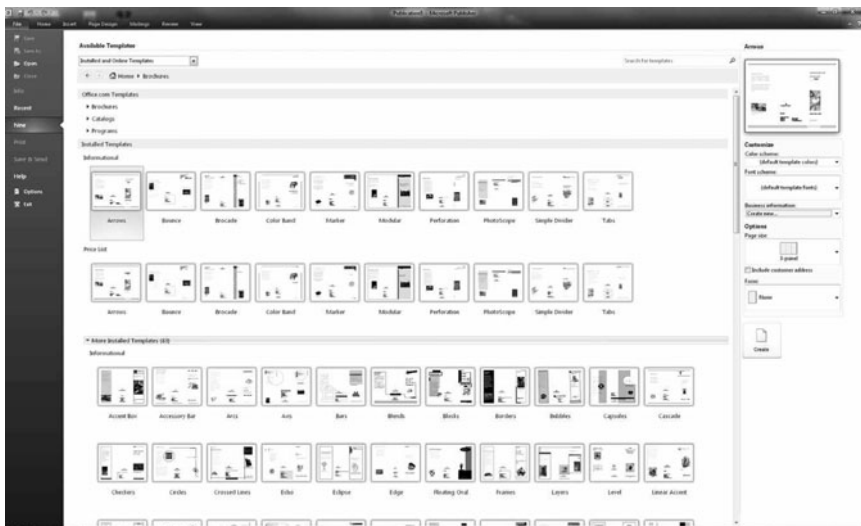 Publication1 - Microsoft Publisher
File Home Insert Page Design Mailings Review View
Save
Save As
Open
Close
Info
Recent
New
Print
Save & Send
Help
Options
Exit
Available Templates
Installed and Online Templates
Search for templates
Home Brochures
Office.com Templates
Brochures
Catalogs
Programs
Installed Templates
Informational
Arrows Bounce Brocade Color Band Marker Modular Perforation PhotoScope Simple Divider Tabs
Price List
Arrows Bounce Brocade Color Band Marker Modular Perforation PhotoScope Simple Divider Tabs
More Installed Templates (43)
Informational
Accent Box Accessory Bar Arcs Axis Bars Blends Blocks Borders Bubbles Capsules Cascade
Checkers Circles Crossed Lines Echo Eclipse Edge Floating Oval Frames Layers Level Linear Accent
Arrows
Customize
Color scheme:
(default template colors)
Font scheme:
(default template fonts)
Business information:
Create new...
Options
Page size:
3-panel
Include customer address
Form:
None
Create